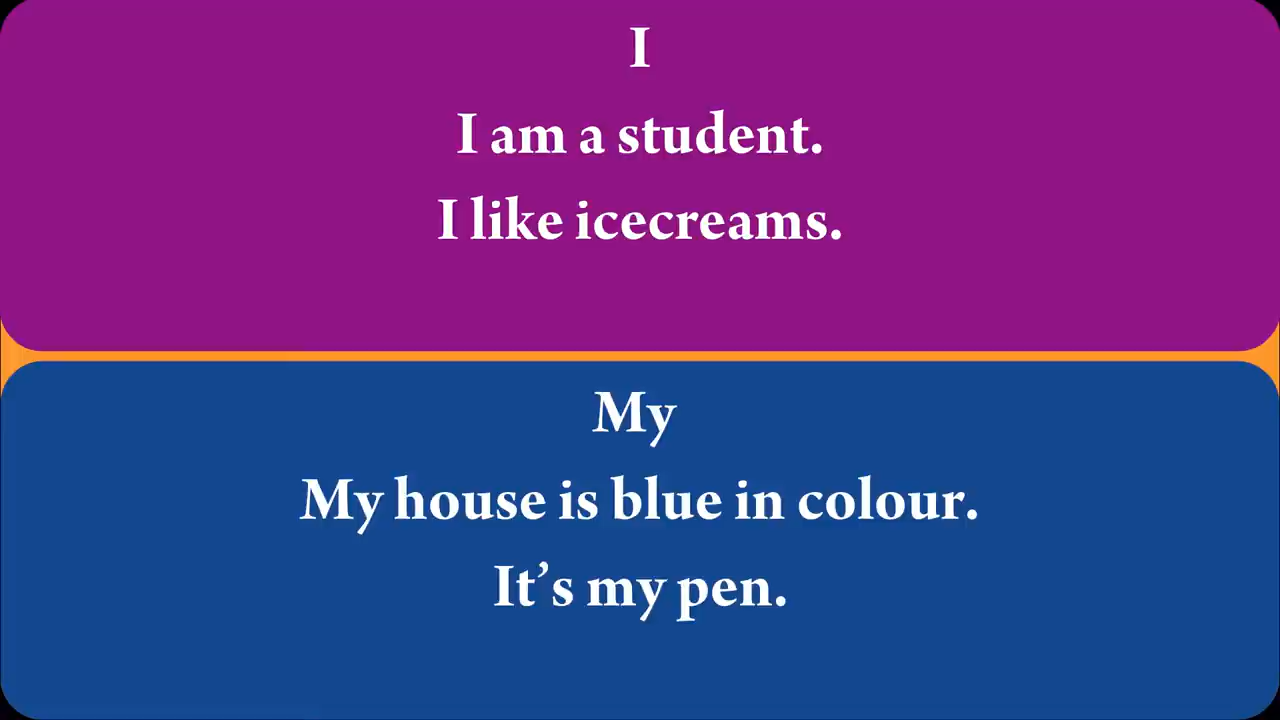 I
I am a student.
I like icecreams.
My
My house is blue in colour.
It’s my pen.